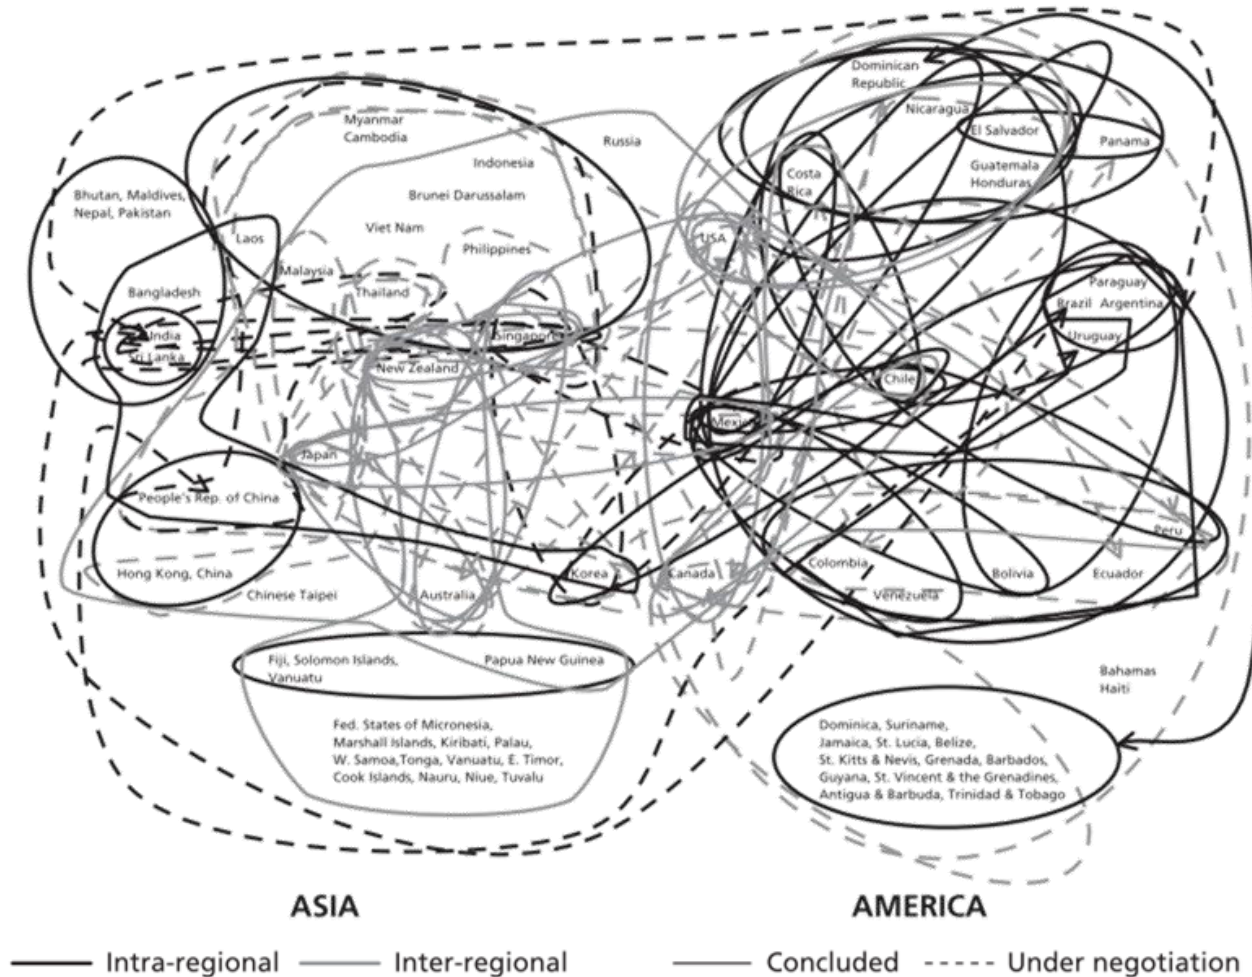 Dominican
Republic
Nicaragua
El Salvador
Panama
Guatemala
Honduras
Costa
Rica
Myanmar
Cambodia
Russia
Indonesia
Brunei Darussalam
Viet Nam
Philippines
Bhutan, Maldives,
Nepal, Pakistan
Laos
Malaysia
Thailand
Bangladesh
India
Sri Lanka
Singapore
New Zealand
USA
Paraguay
Brazil Argentina
Uruguay
Chile
Mexico
Japan
People's Rep. of China
Hong Kong, China
Chinese Taipei
Australia
Korea
Canada
Colombia
Venezuela
Bolivia
Ecuador
Peru
Fiji, Solomon Islands,
Vanuatu
Papua New Guinea
Fed. States of Micronesia,
Marshall Islands, Kiribati, Palau,
W. Samoa,Tonga, Vanuatu, E. Timor,
Cook Islands, Nauru, Niue, Tuvalu
Bahamas
Haiti
Dominica, Suriname,
Jamaica, St. Lucia, Belize,
St. Kitts & Nevis, Grenada, Barbados,
Guyana, St. Vincent & the Grenadines,
Antigua & Barbuda, Trinidad & Tobago
ASIA
AMERICA
Intra-regional
Inter-regional
Concluded
Under negotiation